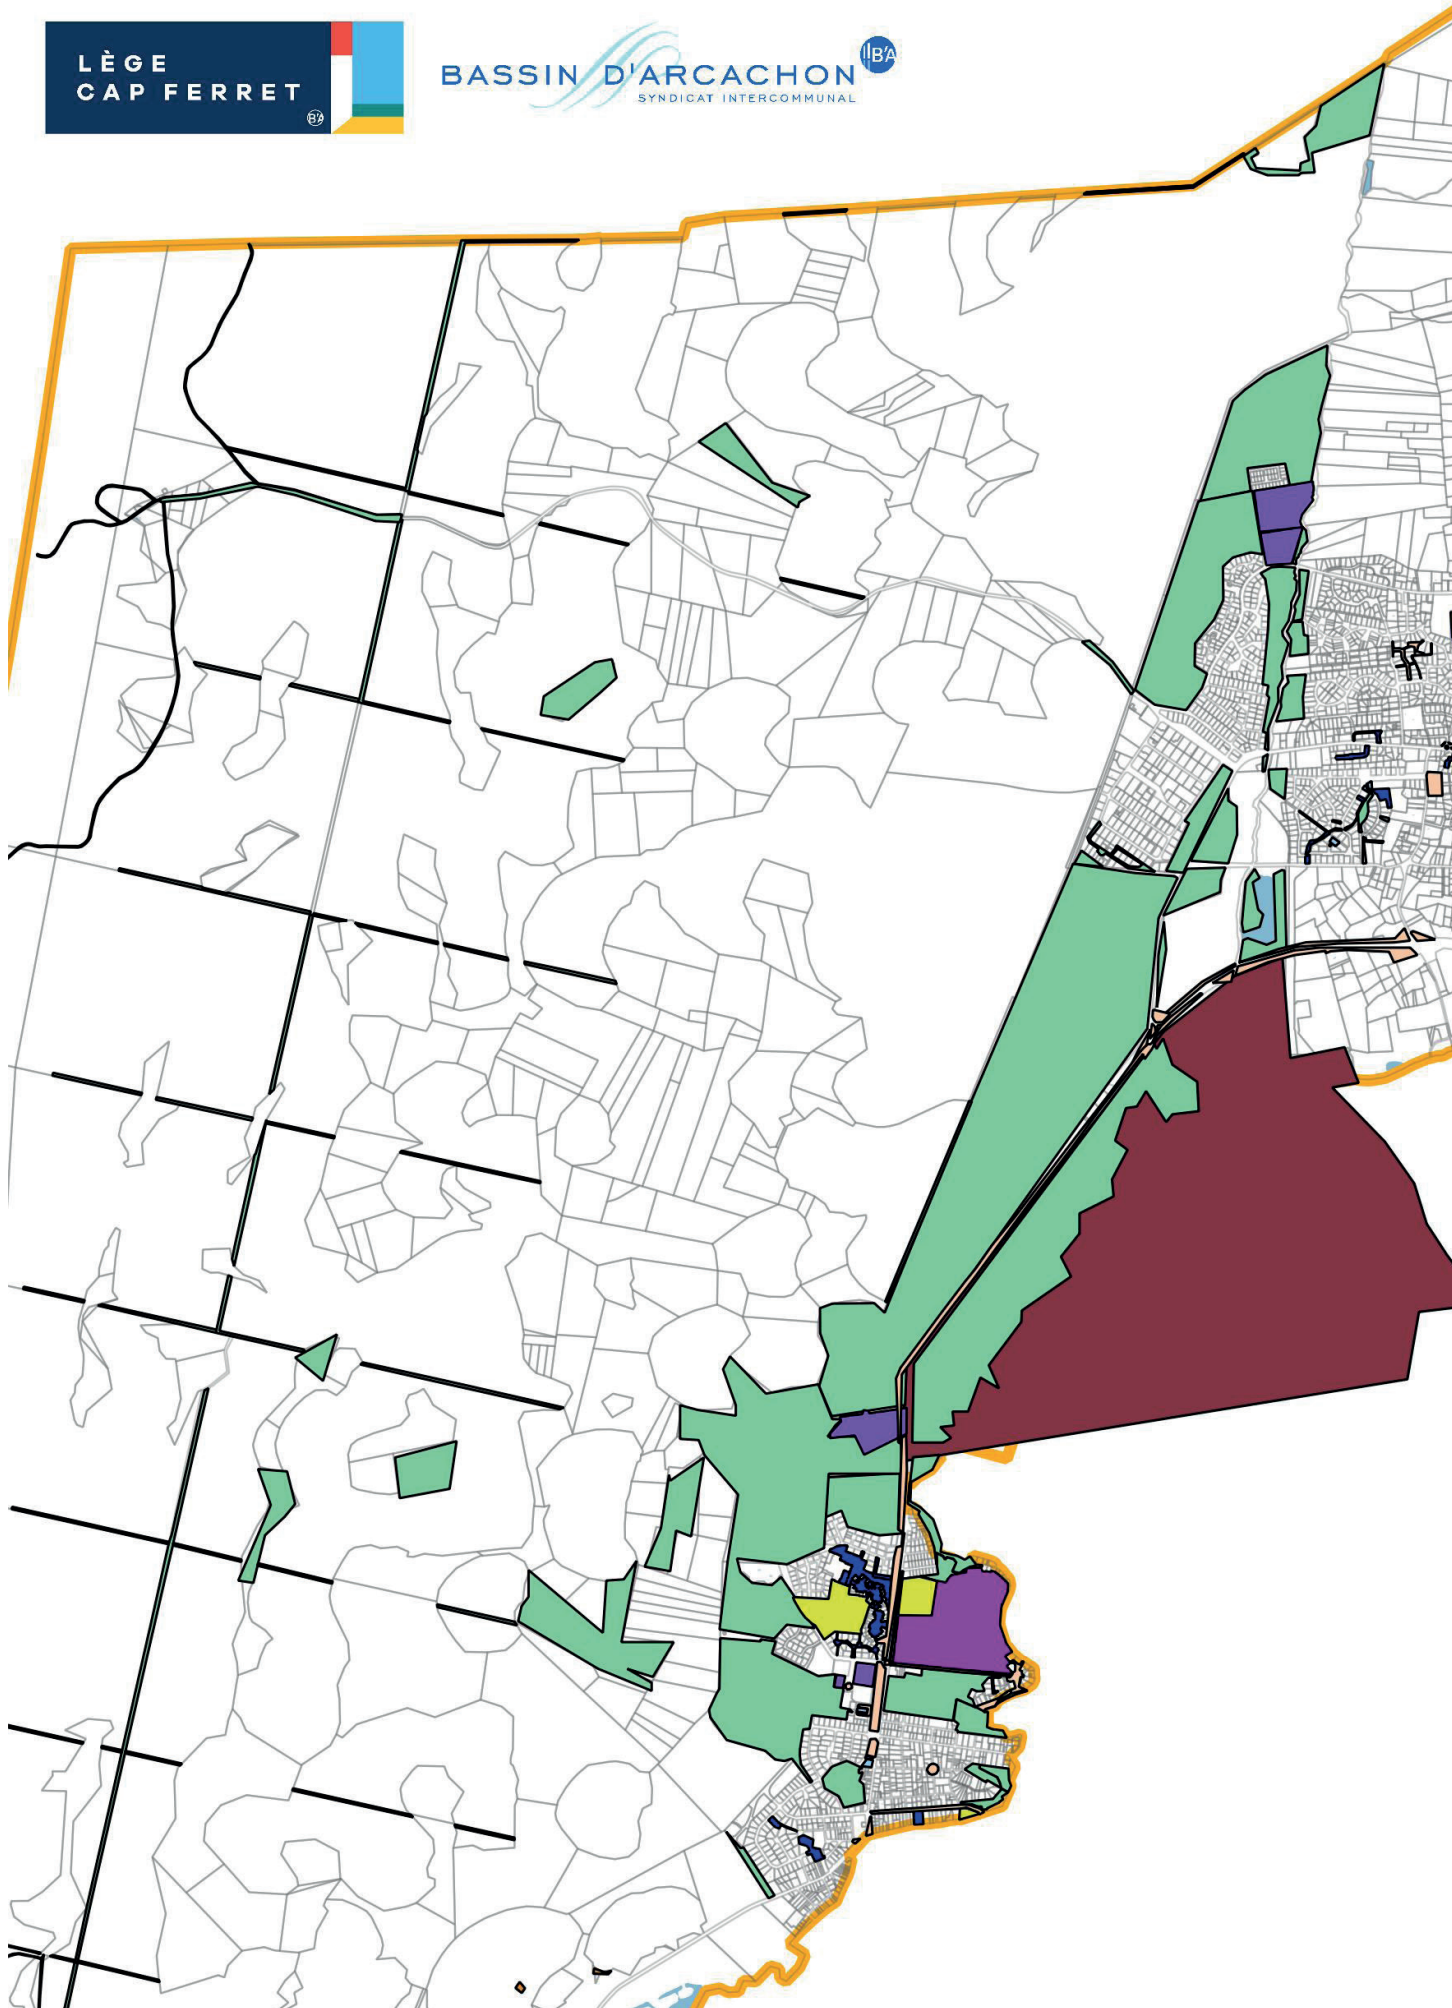 LÈGE
CAP FERRET
B'A
BASSIN D'ARCACHON
B'A
SYNDICAT INTERCOMMUNAL